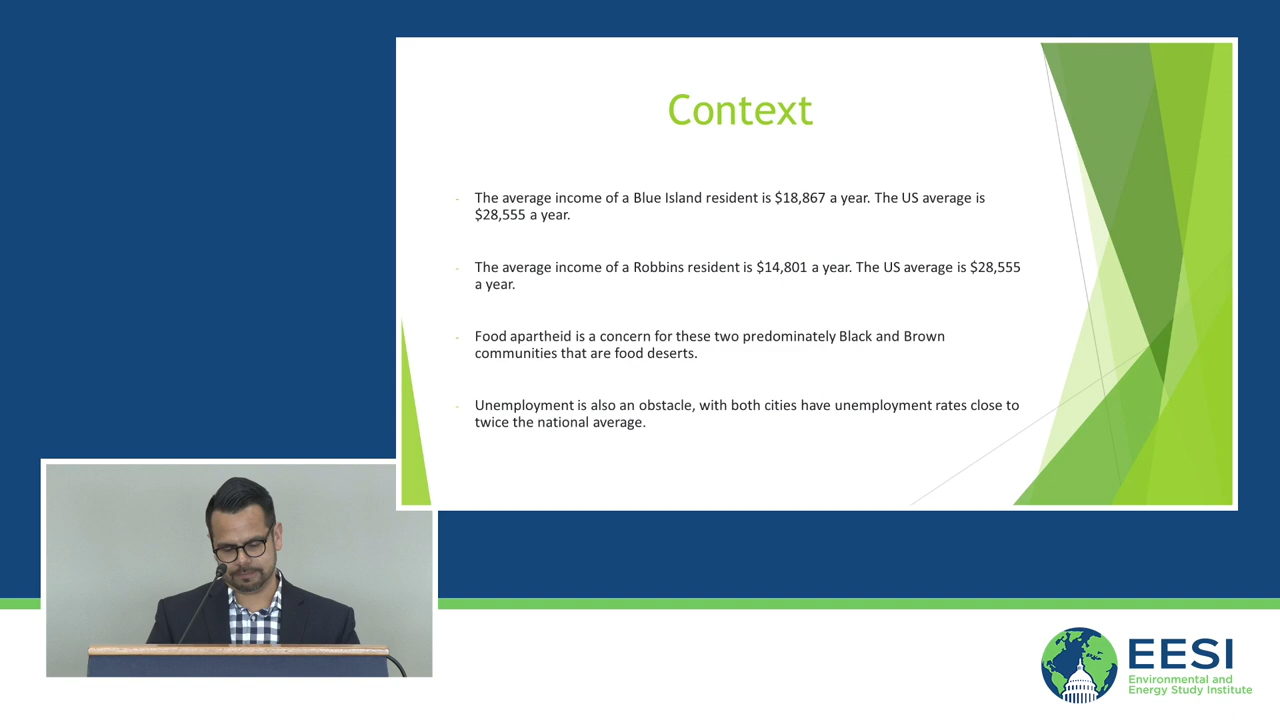 Context
- The average income of a Blue Island resident is $18,867 a year. The US average is
$28,555 a year.
- The average income of a Robbins resident is $14,801 a year. The US average is $28,555
a year.
- Food apartheid is a concern for these two predominately Black and Brown
communities that are food deserts.
- Unemployment is also an obstacle, with both cities have unemployment rates close to
twice the national average.
EESI
Environmental and
Energy Study Institute